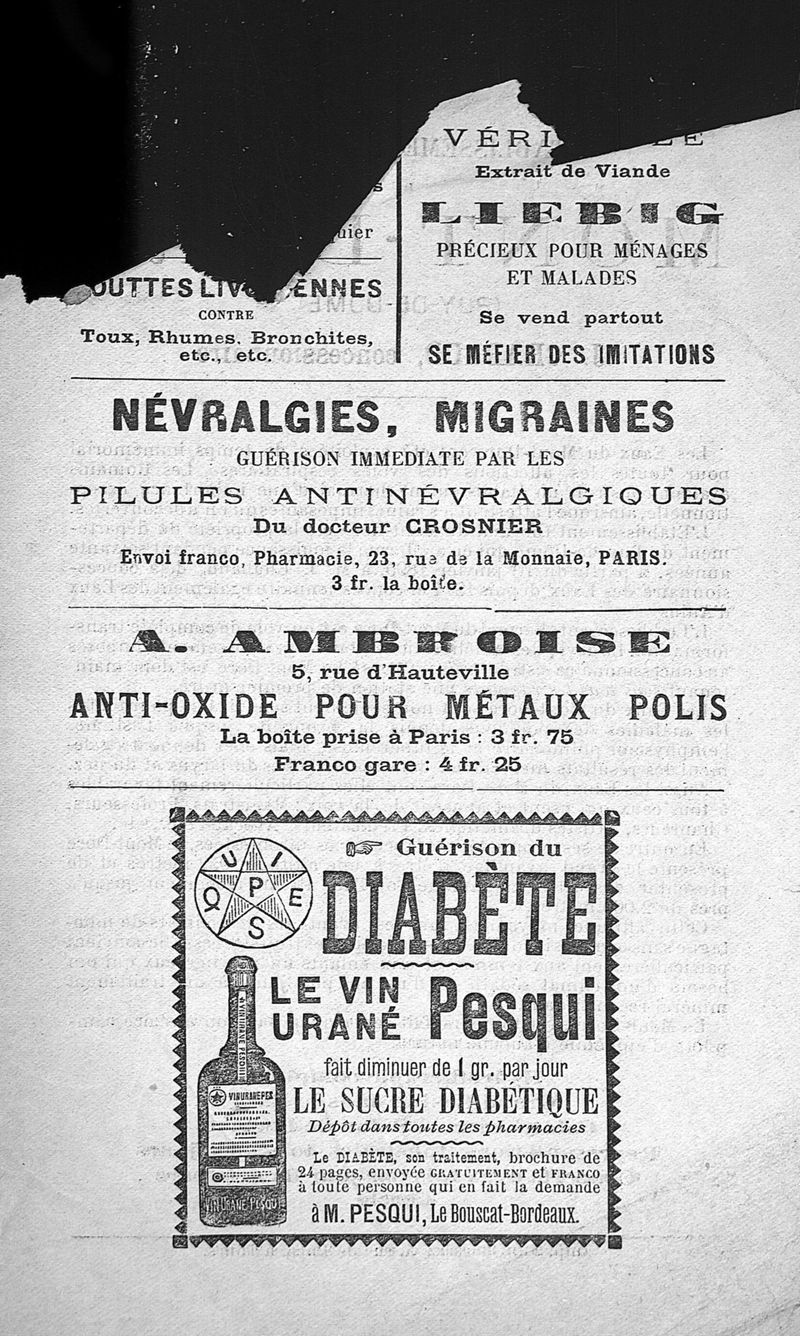 OUTTES LIV ENNES
CONTRE
Toux, Rhumes. Bronchites,
etc., etc.
VÉRI
Extrait de Viande
LIEBIG
PRÉCIEUX POUR MÉNAGES
ET MALADES
Se vend partout
SE MÉFIER DES IMITATIONS
NÉVRALGIES, MIGRAINES
GUÉRISON IMMEDIATE PAR LES
PILULES ANTINÉVRALGIQUES
Du docteur CROSNIER
Envoi franco, Pharmacie, 23, rue de la Monnaie, PARIS.
3 fr. la boîte.
A. AMBROISE
5, rue d'Hauteville
ANTI-OXIDE POUR MÉTAUX POLIS
La boîte prise à Paris : 3 fr. 75
Franco gare : 4 fr. 25
PESQUI
Guérison du
DIABÈTE
LE VIN
URANÉ
Pesqui
fait diminuer de 1 gr. par jour
LE SUCRE DIABÉTIQUE
Dépôt dans toutes les pharmacies
Le DIABÈTE, son traitement, brochure de
24 pages, envoyée GRATUITEMENT et FRANCO
à toute personne qui en fait la demande
à M. PESQUI, Le Bouscat-Bordeaux.
VIN URANÉ PESQUI